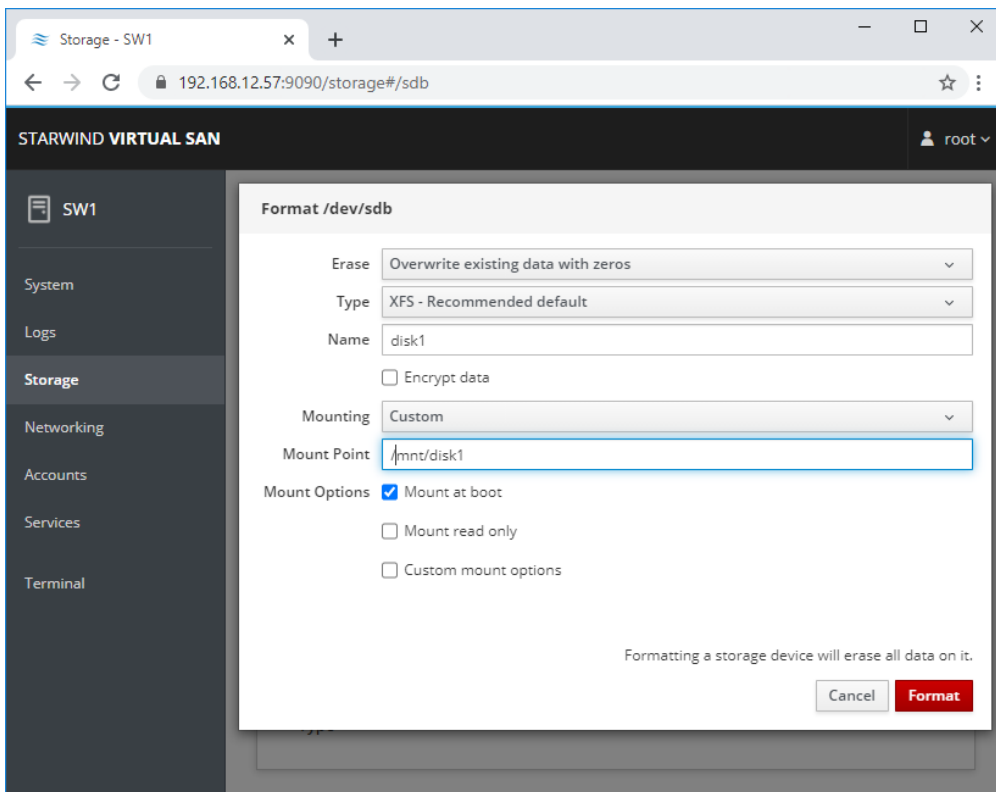 Storage - SW1
192.168.12.57:9090/storage#/sdb
STARWIND VIRTUAL SAN
root
SW1
System
Logs
Storage
Networking
Accounts
Services
Terminal
Format /dev/sdb
Erase Overwrite existing data with zeros
Type XFS - Recommended default
Name disk1
Encrypt data
Mounting Custom
Mount Point /mnt/disk1
Mount Options Mount at boot
Mount read only
Custom mount options
Formatting a storage device will erase all data on it.
Cancel Format